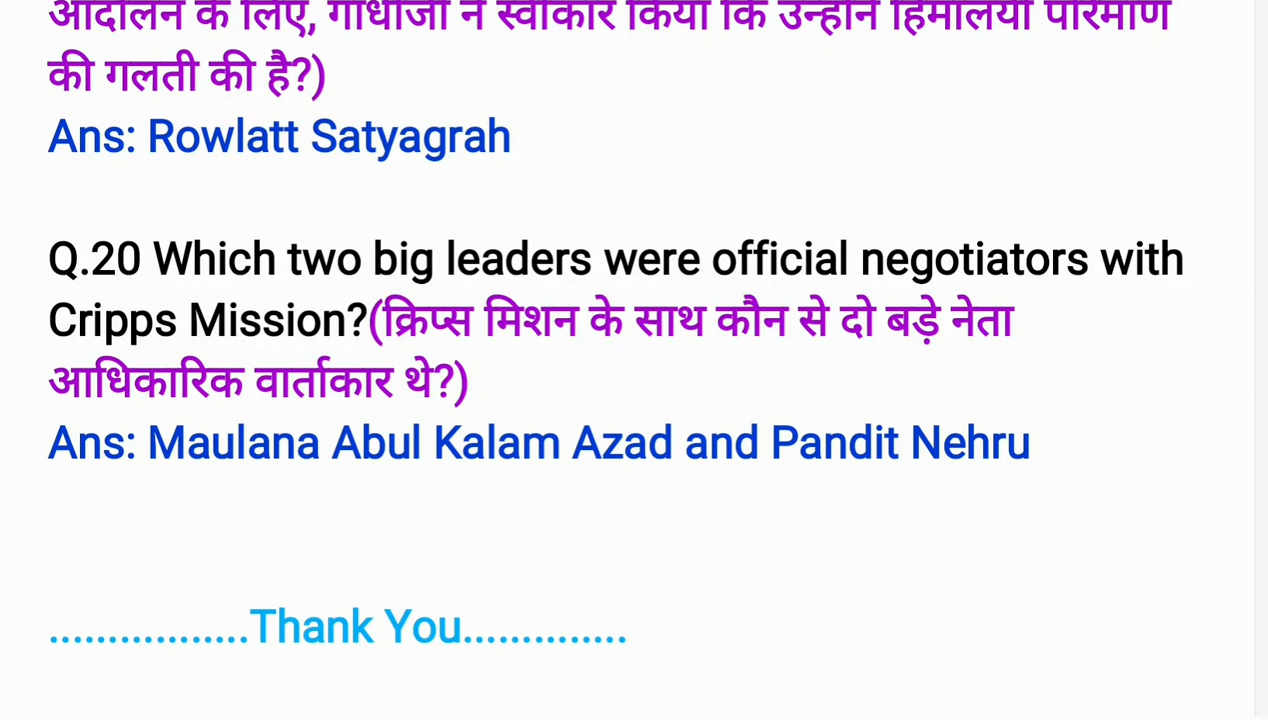 आंदोलन के लिए, गांधीजी ने स्वीकार किया कि उन्होंने हिमालयी परिमाण
की गलती की है?)
Ans: Rowlatt Satyagrah
Q.20 Which two big leaders were official negotiators with
Cripps Mission?(क्रिप्स मिशन के साथ कौन से दो बड़े नेता
आधिकारिक वार्ताकार थे?)
Ans: Maulana Abul Kalam Azad and Pandit Nehru
.................Thank You..............